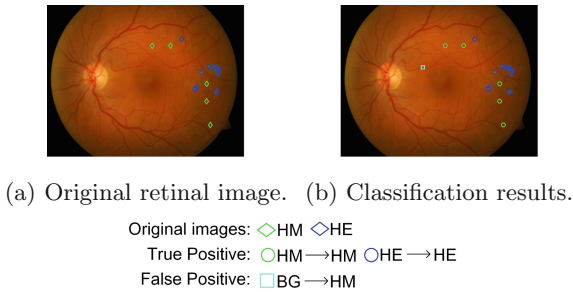 (a) Original retinal image. (b) Classification results.
Original images: ◇HM ◇HE
True Positive: ○HM→HM ○HE→HE
False Positive: □BG→HM